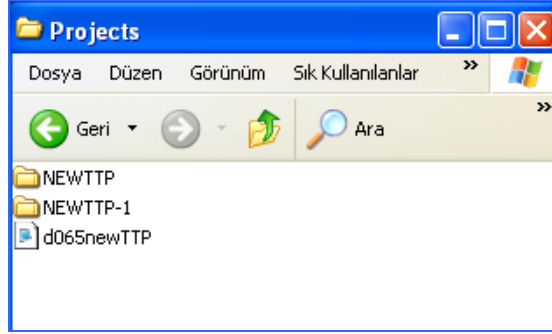 Projects
Dosya Düzen Görünüm Sık Kullanılanlar »
Geri Ara »
NEWTTP
NEWTTP-1
d065newTTP